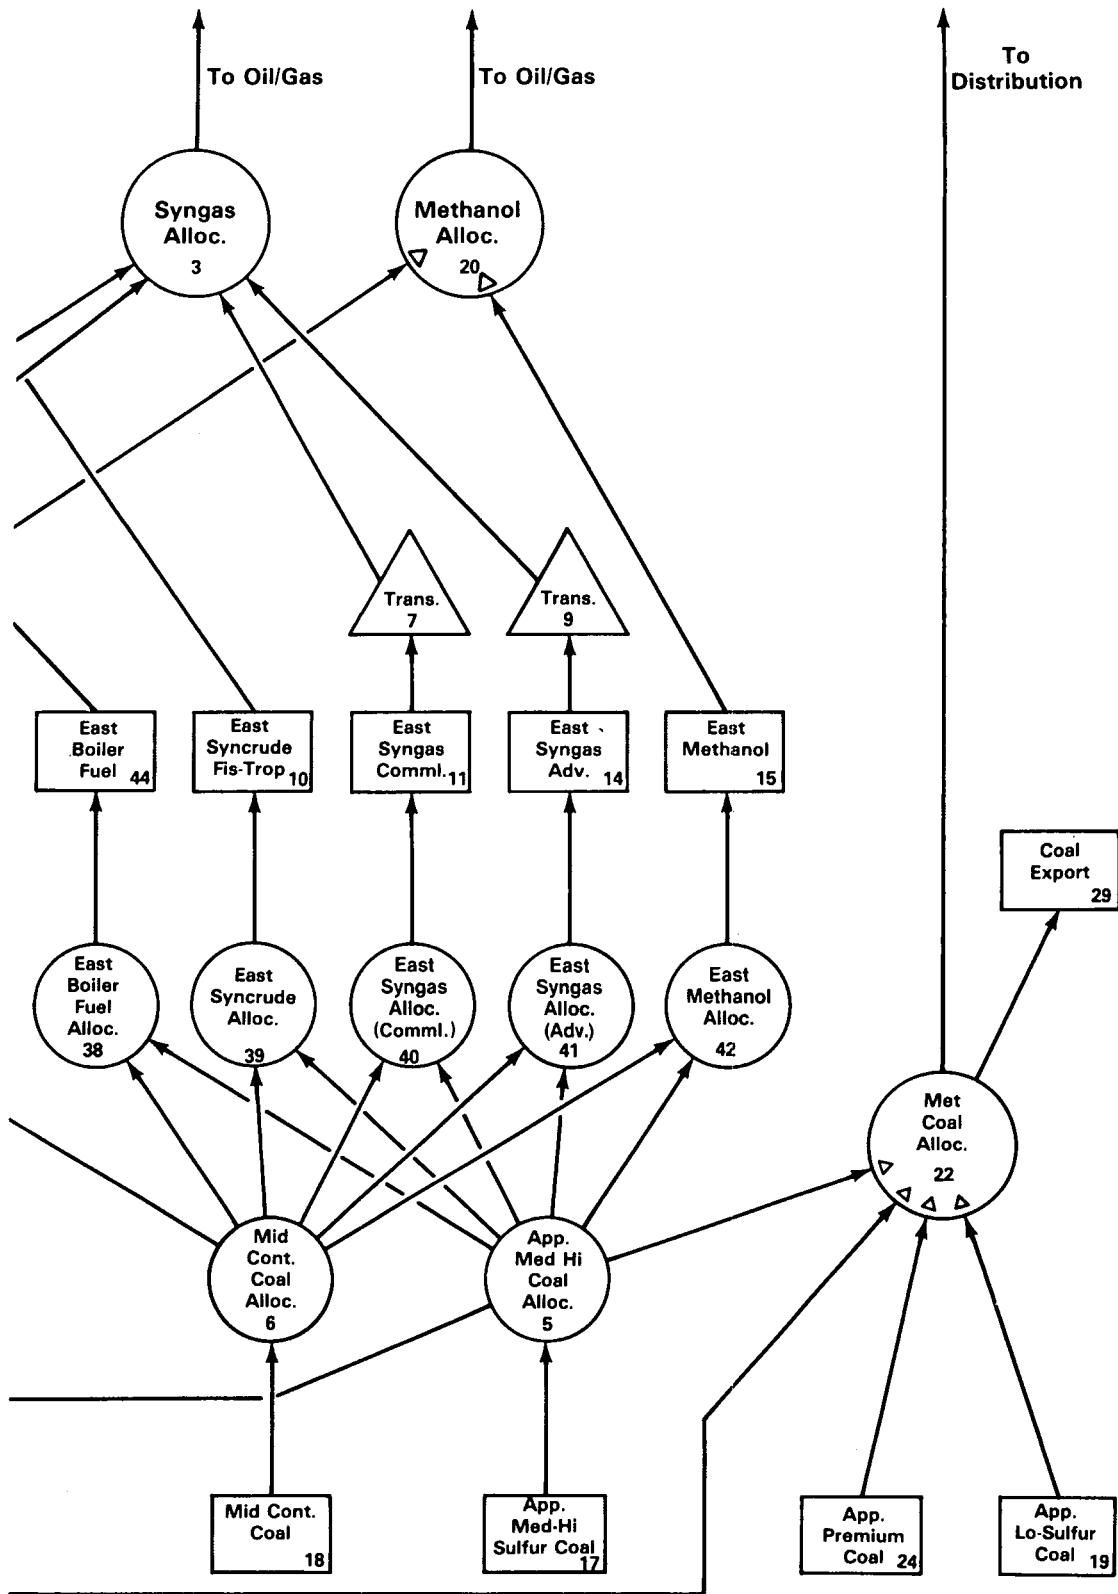 To Oil/Gas
To Oil/Gas
To
Distribution
Syngas
Alloc.
3
Methanol
Alloc.
20
Trans.
7
Trans.
9
East
Boiler
Fuel
44
East
Syncrude
Fis-Trop
10
East
Syngas
Comml.
11
East
Syngas
Adv.
14
East
Methanol
15
Coal
Export
29
East
Boiler
Fuel
Alloc.
38
East
Syncrude
Alloc.
39
East
Syngas
Alloc.
(Comml.)
40
East
Syngas
Alloc.
(Adv.)
41
East
Methanol
Alloc.
42
Met
Coal
Alloc.
22
Mid
Cont.
Coal
Alloc.
6
App.
Med Hi
Coal
Alloc.
5
Mid Cont.
Coal
18
App.
Med-Hi
Sulfur Coal
17
App.
Premium
Coal
24
App.
Lo-Sulfur
Coal
19